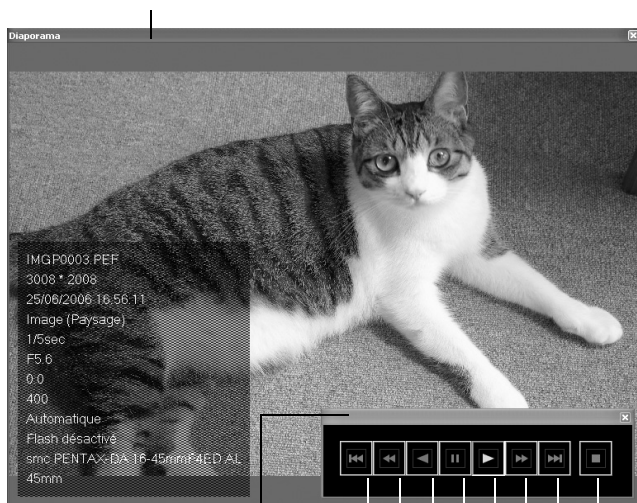 Diaporama
IMGP0003.PEF
3008 * 2008
25/06/2006 16:56:11
Image (Paysage)
1/5sec
F5.6
0.0
400
Automatique
Flash désactivé
smc PENTAX-DA 16-45mmF4ED AL
45mm